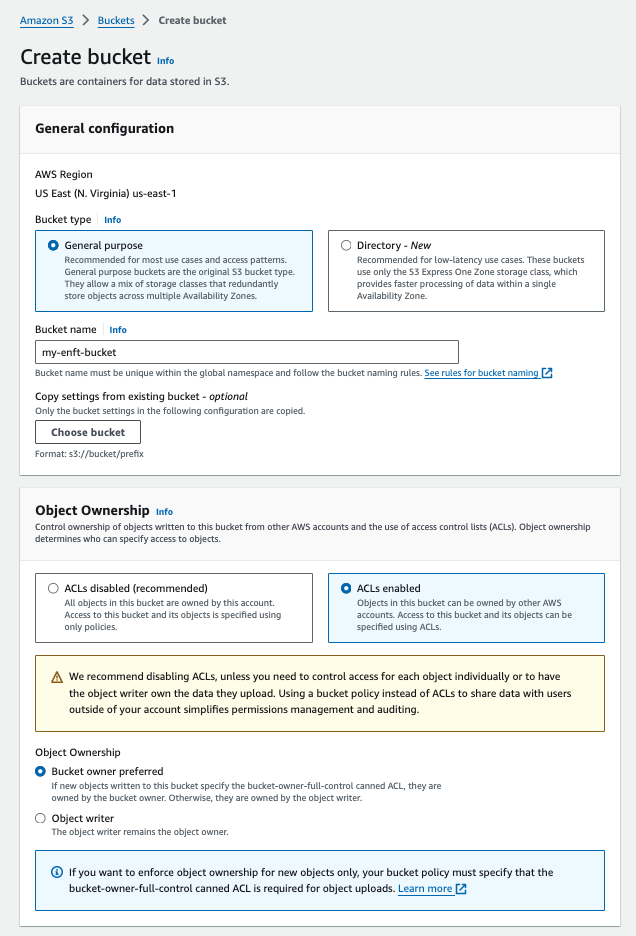 Amazon S3 > Buckets > Create bucket
Create bucket Info
Buckets are containers for data stored in S3.
General configuration
AWS Region
US East (N. Virginia) us-east-1
Bucket type Info
General purpose
Recommended for most use cases and access patterns.
General purpose buckets are the original S3 bucket type.
They allow a mix of storage classes that redundantly
store objects across multiple Availability Zones.
Directory - New
Recommended for low-latency use cases. These buckets
use only the S3 Express One Zone storage class, which
provides faster processing of data within a single
Availability Zone.
Bucket name Info
my-enft-bucket
Bucket name must be unique within the global namespace and follow the bucket naming rules. See rules for bucket naming
Copy settings from existing bucket - optional
Only the bucket settings in the following configuration are copied.
Choose bucket
Format: s3://bucket/prefix
Object Ownership Info
Control ownership of objects written to this bucket from other AWS accounts and the use of access control lists (ACLs). Object ownership
determines who can specify access to objects.
ACLs disabled (recommended)
All objects in this bucket are owned by this account.
Access to this bucket and its objects is specified using
only policies.
ACLs enabled
Objects in this bucket can be owned by other AWS
accounts. Access to this bucket and its objects can be
specified using ACLs.
We recommend disabling ACLs, unless you need to control access for each object individually or to have
the object writer own the data they upload. Using a bucket policy instead of ACLs to share data with users
outside of your account simplifies permissions management and auditing.
Object Ownership
Bucket owner preferred
If new objects written to this bucket specify the bucket-owner-full-control canned ACL, they are
owned by the bucket owner. Otherwise, they are owned by the object writer.
Object writer
The object writer remains the object owner.
If you want to enforce object ownership for new objects only, your bucket policy must specify that the
bucket-owner-full-control canned ACL is required for object uploads. Learn more